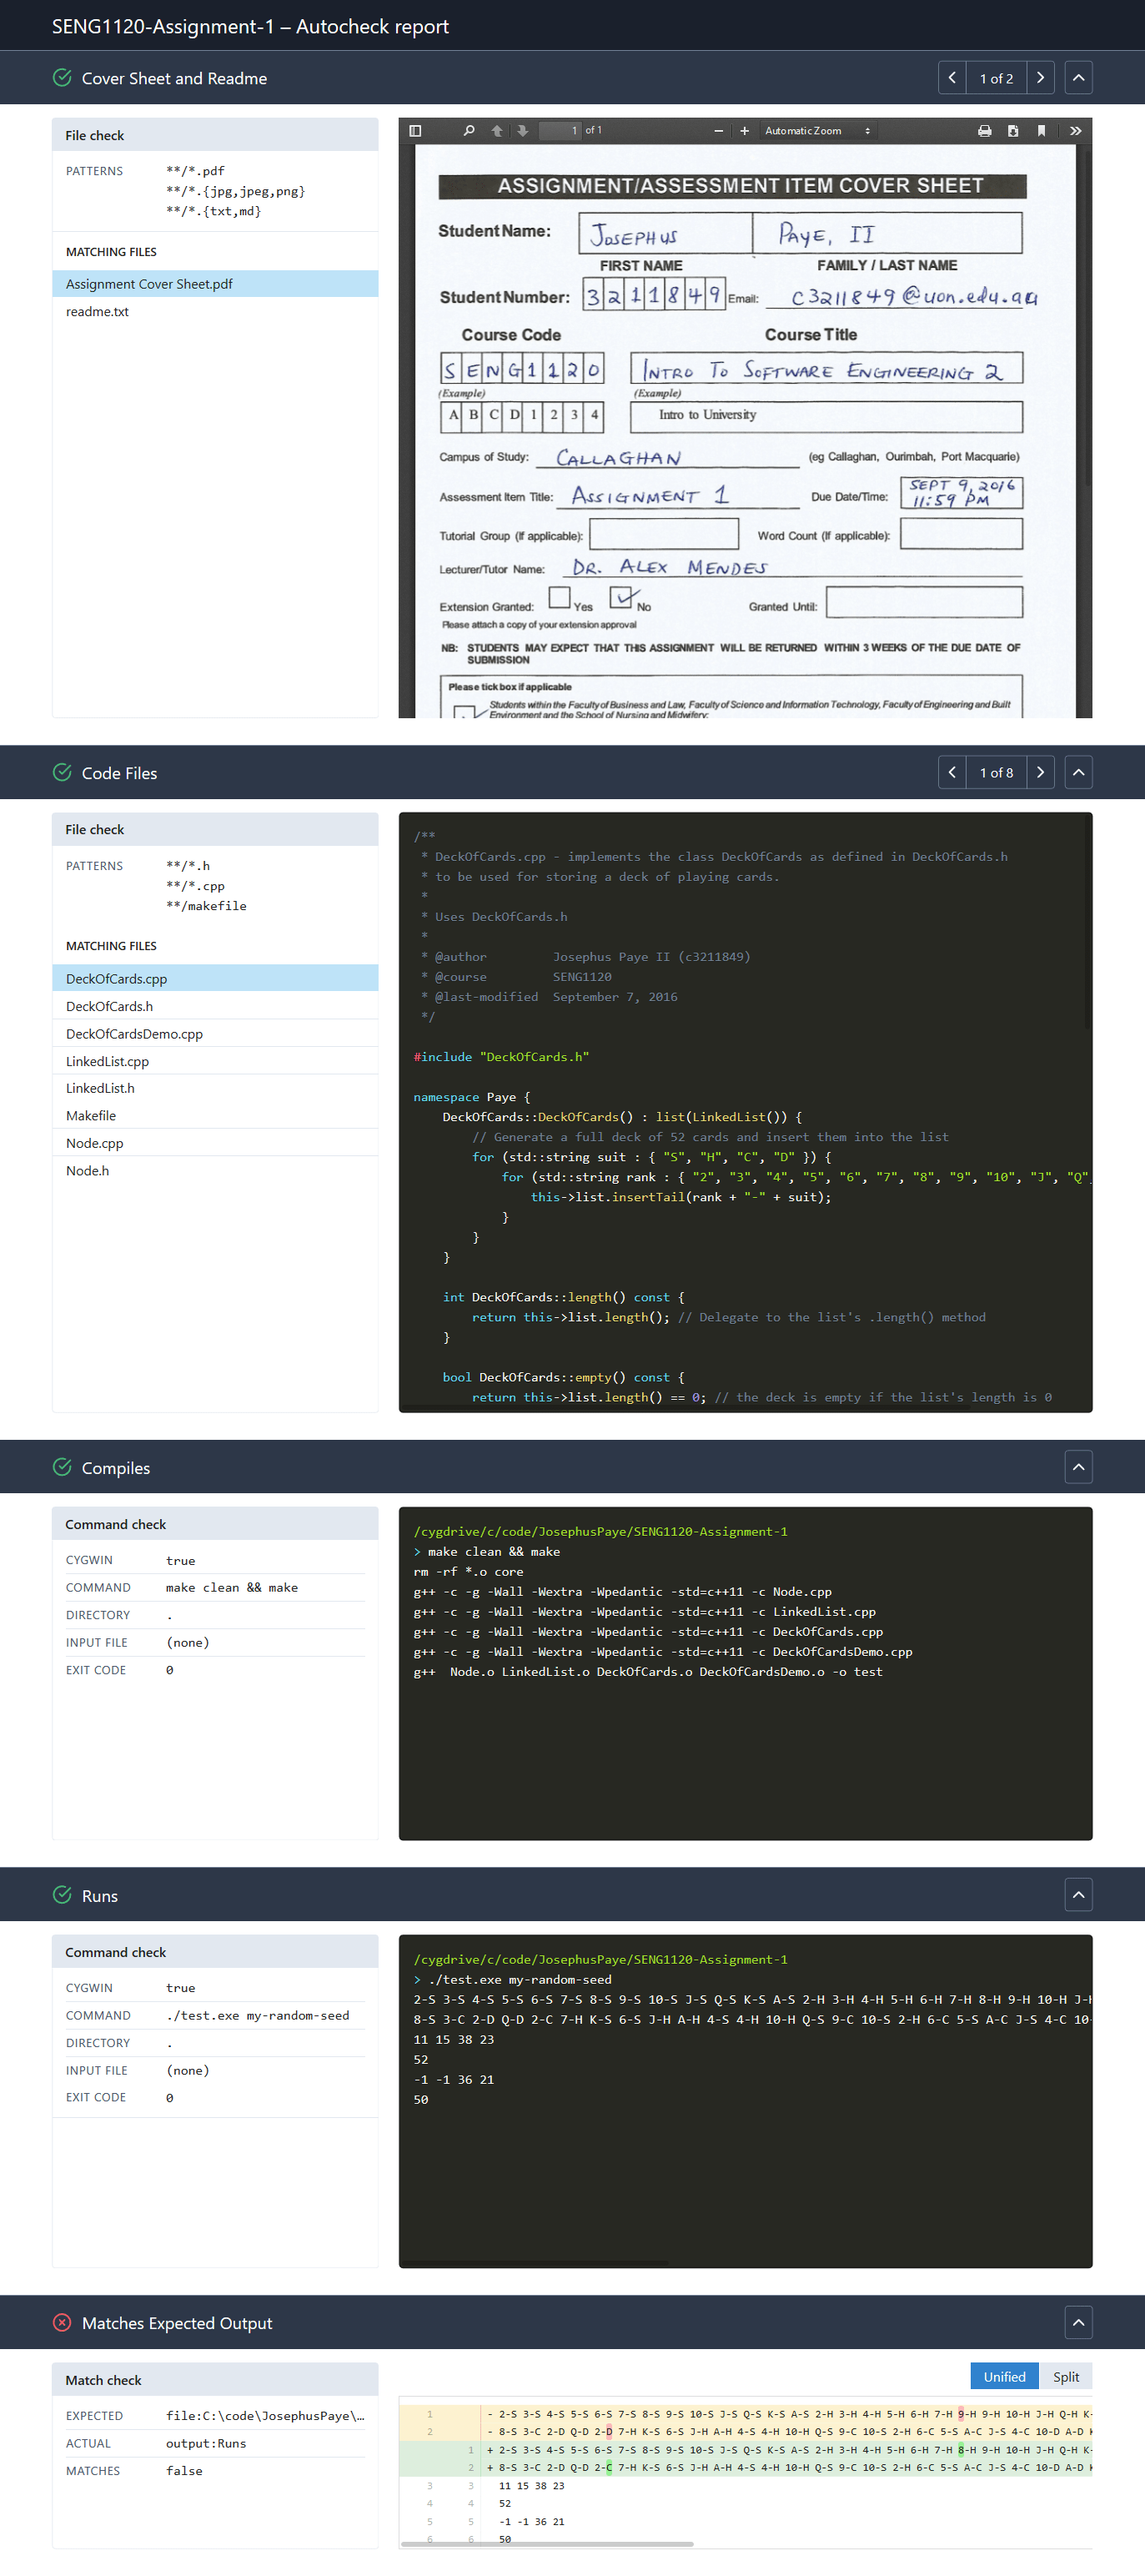 SENG1120-Assignment-1 – Autocheck report
Cover Sheet and Readme
1 of 2
File check
PATTERNS **/*.pdf
**/*.{jpg,jpeg,png}
**/*.{txt,md}
MATCHING FILES
Assignment Cover Sheet.pdf
readme.txt
1 of 1
Automatic Zoom
ASSIGNMENT/ASSESSMENT ITEM COVER SHEET
Student Name: JOSEPHUS PAYE, II
FIRST NAME FAMILY / LAST NAME
Student Number: 3211849 Email: c3211849@uon.edu.au
Course Code Course Title
SENG1120 INTRO TO SOFTWARE ENGINEERING 2
(Example) (Example)
A B C D 1 2 3 4 Intro to University
Campus of Study: CALLAGHAN (eg Callaghan, Ourimbah, Port Macquarie)
Assessment Item Title: ASSIGNMENT 1 Due Date/Time: SEPT 9, 2016
11:59 PM
Tutorial Group (If applicable): Word Count (If applicable):
Lecturer/Tutor Name: DR. ALEX MENDES
Extension Granted: Yes No Granted Until:
Please attach a copy of your extension approval
NB: STUDENTS MAY EXPECT THAT THIS ASSIGNMENT WILL BE RETURNED WITHIN 3 WEEKS OF THE DUE DATE OF
SUBMISSION
Please tick box if applicable
Students within the Faculty of Business and Law, Faculty of Science and Information Technology, Faculty of Engineering and Built
Environment and the School of Nursing and Midwifery:
Code Files
1 of 8
File check
PATTERNS **/*.h
**/*.cpp
**/makefile
MATCHING FILES
DeckOfCards.cpp
DeckOfCards.h
DeckOfCardsDemo.cpp
LinkedList.cpp
LinkedList.h
Makefile
Node.cpp
Node.h
/**
* DeckOfCards.cpp - implements the class DeckOfCards as defined in DeckOfCards.h
* to be used for storing a deck of playing cards.
*
* Uses DeckOfCards.h
*
* @author Josephus Paye II (c3211849)
* @course SENG1120
* @last-modified September 7, 2016
*/
#include "DeckOfCards.h"
namespace Paye {
DeckOfCards::DeckOfCards() : list(LinkedList()) {
// Generate a full deck of 52 cards and insert them into the list
for (std::string suit : { "S", "H", "C", "D" }) {
for (std::string rank : { "2", "3", "4", "5", "6", "7", "8", "9", "10", "J", "Q"
this->list.insertTail(rank + "-" + suit);
}
}
}
int DeckOfCards::length() const {
return this->list.length(); // Delegate to the list's .length() method
}
bool DeckOfCards::empty() const {
return this->list.length() == 0; // the deck is empty if the list's length is 0
Compiles
Command check
CYGWIN true
COMMAND make clean && make
DIRECTORY .
INPUT FILE (none)
EXIT CODE 0
/cygdrive/c/code/JosephusPaye/SENG1120-Assignment-1
> make clean && make
rm -rf *.o core
g++ -c -g -Wall -Wextra -Wpedantic -std=c++11 -c Node.cpp
g++ -c -g -Wall -Wextra -Wpedantic -std=c++11 -c LinkedList.cpp
g++ -c -g -Wall -Wextra -Wpedantic -std=c++11 -c DeckOfCards.cpp
g++ -c -g -Wall -Wextra -Wpedantic -std=c++11 -c DeckOfCardsDemo.cpp
g++ Node.o LinkedList.o DeckOfCards.o DeckOfCardsDemo.o -o test
Runs
Command check
CYGWIN true
COMMAND ./test.exe my-random-seed
DIRECTORY .
INPUT FILE (none)
EXIT CODE 0
/cygdrive/c/code/JosephusPaye/SENG1120-Assignment-1
> ./test.exe my-random-seed
2-S 3-S 4-S 5-S 6-S 7-S 8-S 9-S 10-S J-S Q-S K-S A-S 2-H 3-H 4-H 5-H 6-H 7-H 8-H 9-H 10-H J-H
8-S 3-C 2-D Q-D 2-C 7-H K-S 6-S J-H A-H 4-S 4-H 10-H Q-S 9-C 10-S 2-H 6-C 5-S A-C J-S 4-C 10-
11 15 38 23
52
-1 -1 36 21
50
Matches Expected Output
Match check
EXPECTED file:C:\code\JosephusPaye\…
ACTUAL output:Runs
MATCHES false
Unified Split
1 - 2-S 3-S 4-S 5-S 6-S 7-S 8-S 9-S 10-S J-S Q-S K-S A-S 2-H 3-H 4-H 5-H 6-H 7-H 9-H 9-H 10-H J-H Q-H K-
2 - 8-S 3-C 2-D Q-D 2-D 7-H K-S 6-S J-H A-H 4-S 4-H 10-H Q-S 9-C 10-S 2-H 6-C 5-S A-C J-S 4-C 10-D A-D
1 + 2-S 3-S 4-S 5-S 6-S 7-S 8-S 9-S 10-S J-S Q-S K-S A-S 2-H 3-H 4-H 5-H 6-H 7-H 8-H 9-H 10-H J-H Q-H K-
2 + 8-S 3-C 2-D Q-D 2-C 7-H K-S 6-S J-H A-H 4-S 4-H 10-H Q-S 9-C 10-S 2-H 6-C 5-S A-C J-S 4-C 10-D A-D
3 3 11 15 38 23
4 4 52
5 5 -1 -1 36 21
6 6 50